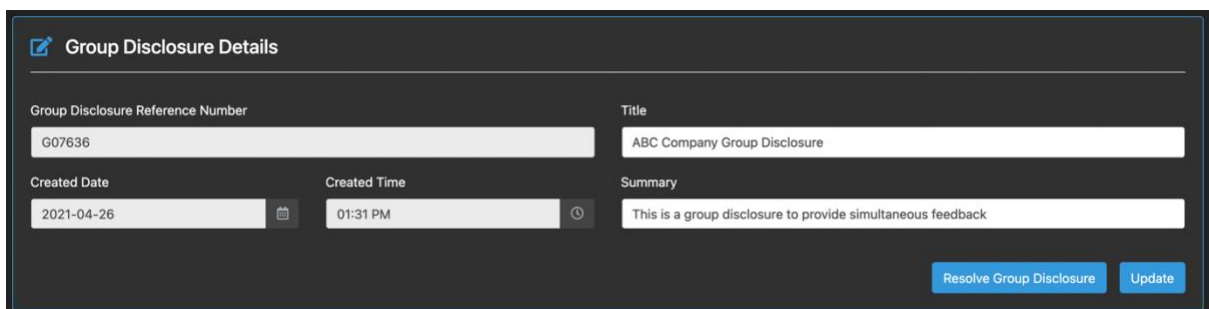 Group Disclosure Details
Group Disclosure Reference Number
Title
G07636
ABC Company Group Disclosure
Created Date
Created Time
Summary
2021-04-26
01:31 PM
This is a group disclosure to provide simultaneous feedback
Resolve Group Disclosure
Update